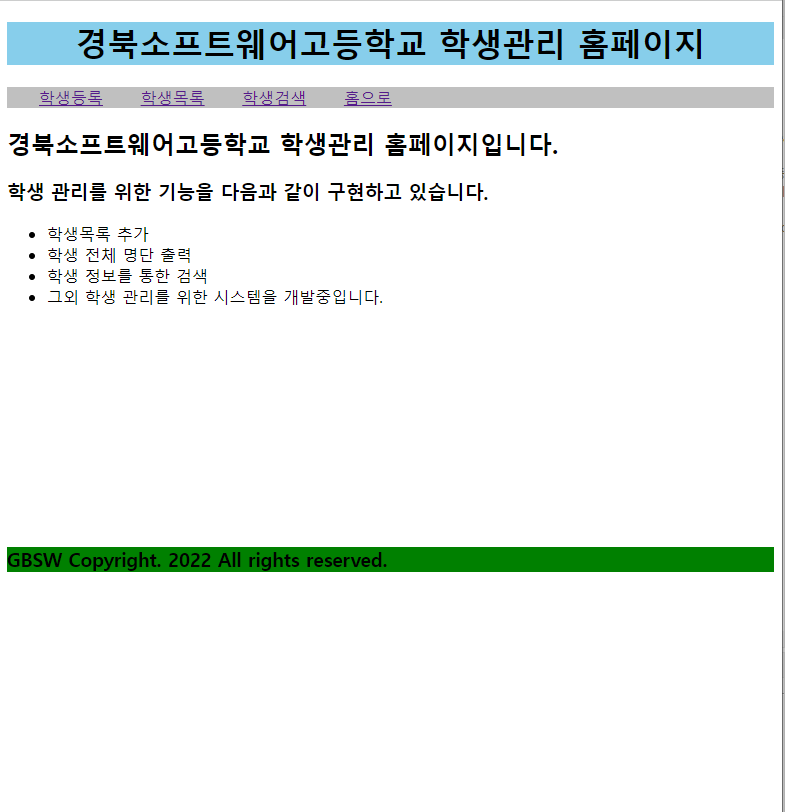 경북소프트웨어고등학교 학생관리 홈페이지
학생등록 학생목록 학생검색 홈으로
경북소프트웨어고등학교 학생관리 홈페이지입니다.
학생 관리를 위한 기능을 다음과 같이 구현하고 있습니다.
• 학생목록 추가
• 학생 전체 명단 출력
• 학생 정보를 통한 검색
• 그외 학생 관리를 위한 시스템을 개발중입니다.
GBSW Copyright. 2022 All rights reserved.